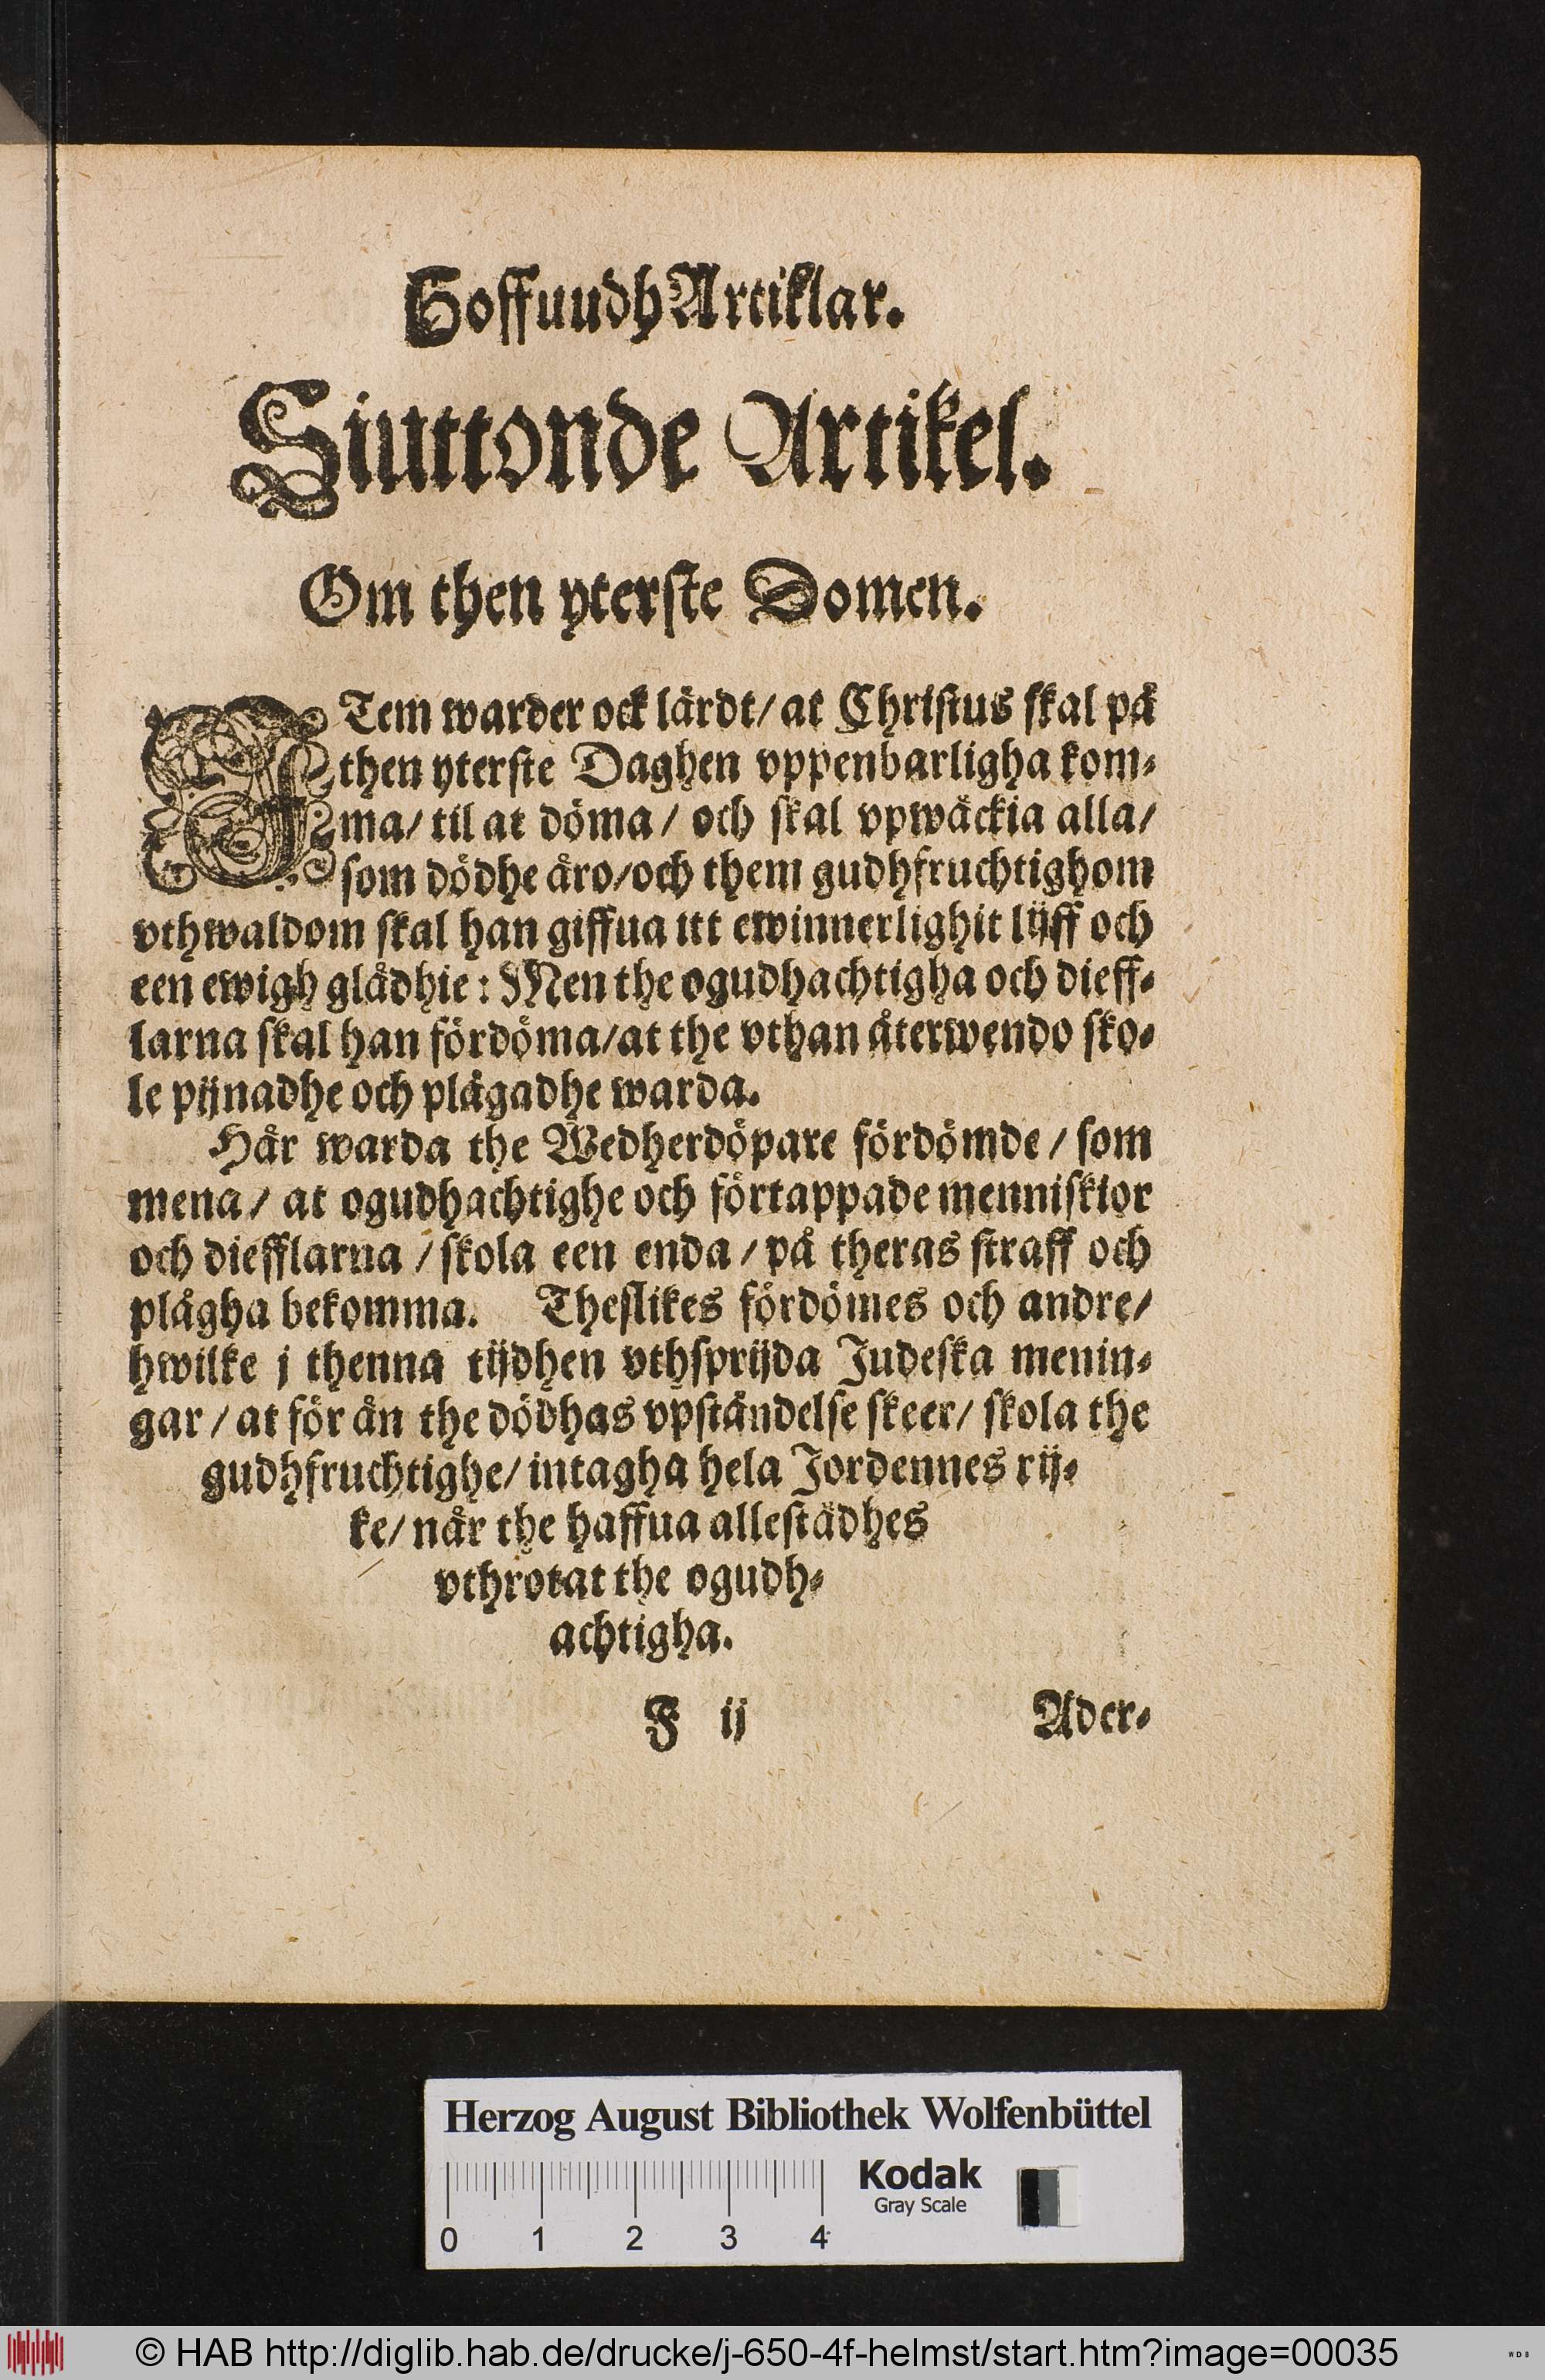 HoffuudhArtiklar.
Siuttonde Artikel.
Om then yterste Domen.
ITem warder ock lärdt/ at Christus skal på
then yterste Daghen vppenbarligha kom-
ma/ til at döma/ och skal vpwäckia alla/
som dödhe äro/och them gudhfruchtighom
vthwaldom skal han giffua itt ewinnerlighit lijff och
een ewigh glädhie: Men the ogudhachtigha och dieff-
larna skal han fördöma/at the vthan återwendo sko-
le pijnadhe och plågadhe warda.
Här warda the Wedherdöpare fördömde/ som
mena/ at ogudhachtighe och förtappade menniskior
och diefflarna / skola een enda / på theras straff och
plågha bekomma. Theslikes fördömes och andre/
hwilke j thenna tijdhen vthsprijda Judeska menin-
gar / at för än the dödhas vpståndelse skeer/ skola the
gudhfruchtighe/ intagha hela Jordennes rij-
ke/ når the haffua allestädhes
vthrotat the ogudh-
achtigha.
F ij Ader-
Herzog August Bibliothek Wolfenbüttel
Kodak
Gray Scale
0 1 2 3 4
© HAB http://diglib.hab.de/drucke/j-650-4f-helmst/start.htm?image=00035
W D B